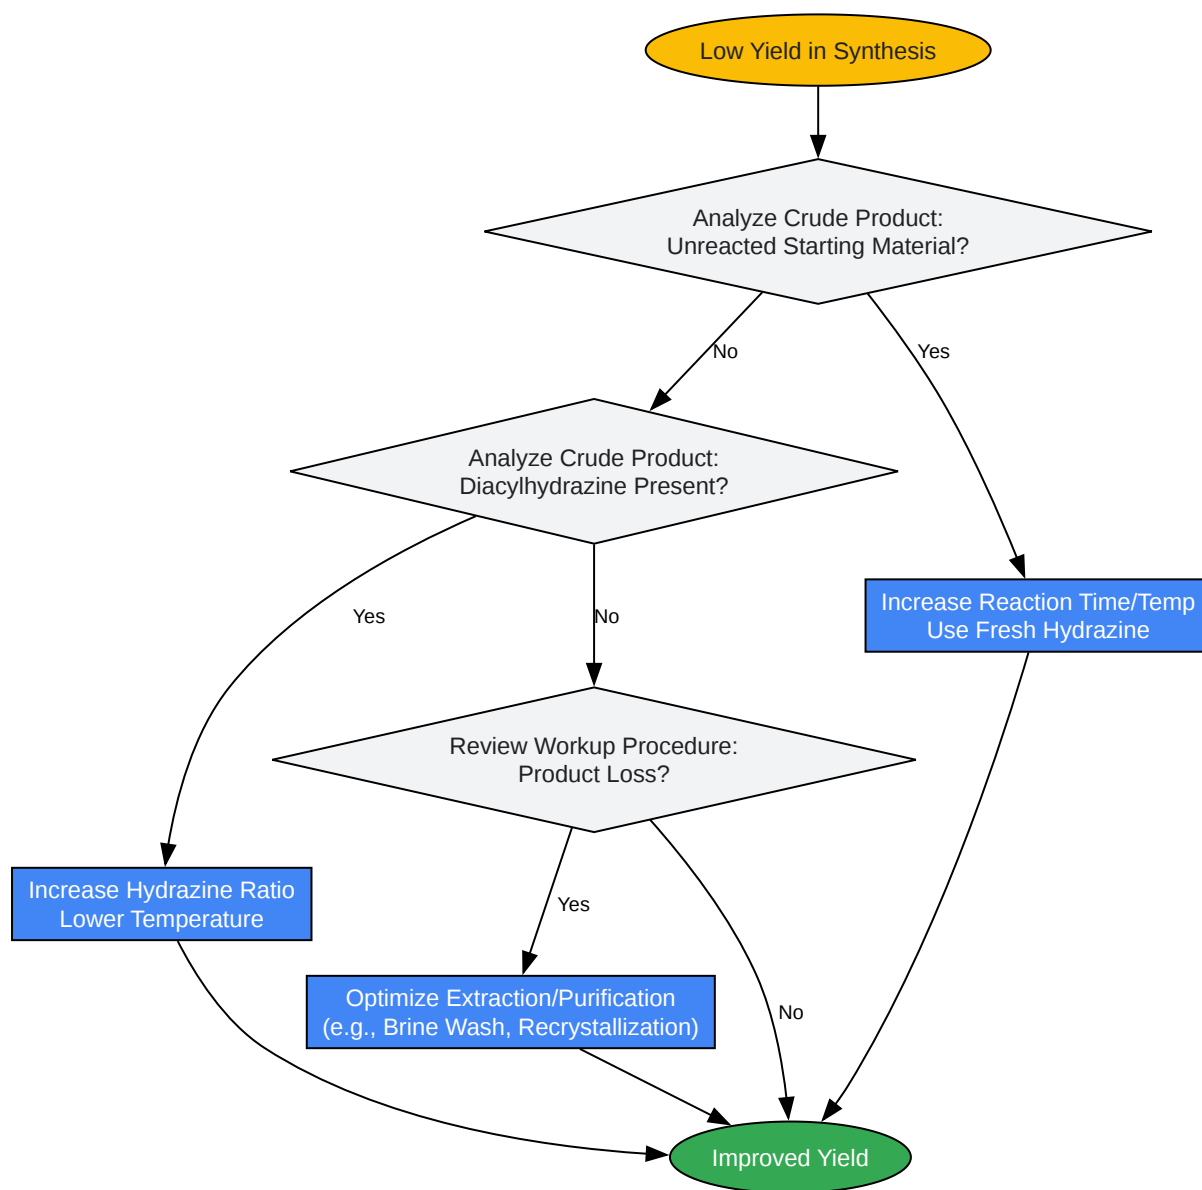 Low Yield in Synthesis
Analyze Crude Product:
Unreacted Starting Material?
No
Yes
Analyze Crude Product:
Diacylhydrazine Present?
Yes
No
Increase Reaction Time/Temp
Use Fresh Hydrazine
Review Workup Procedure:
Product Loss?
Increase Hydrazine Ratio
Lower Temperature
Yes
No
Optimize Extraction/Purification
(e.g., Brine Wash, Recrystallization)
Improved Yield